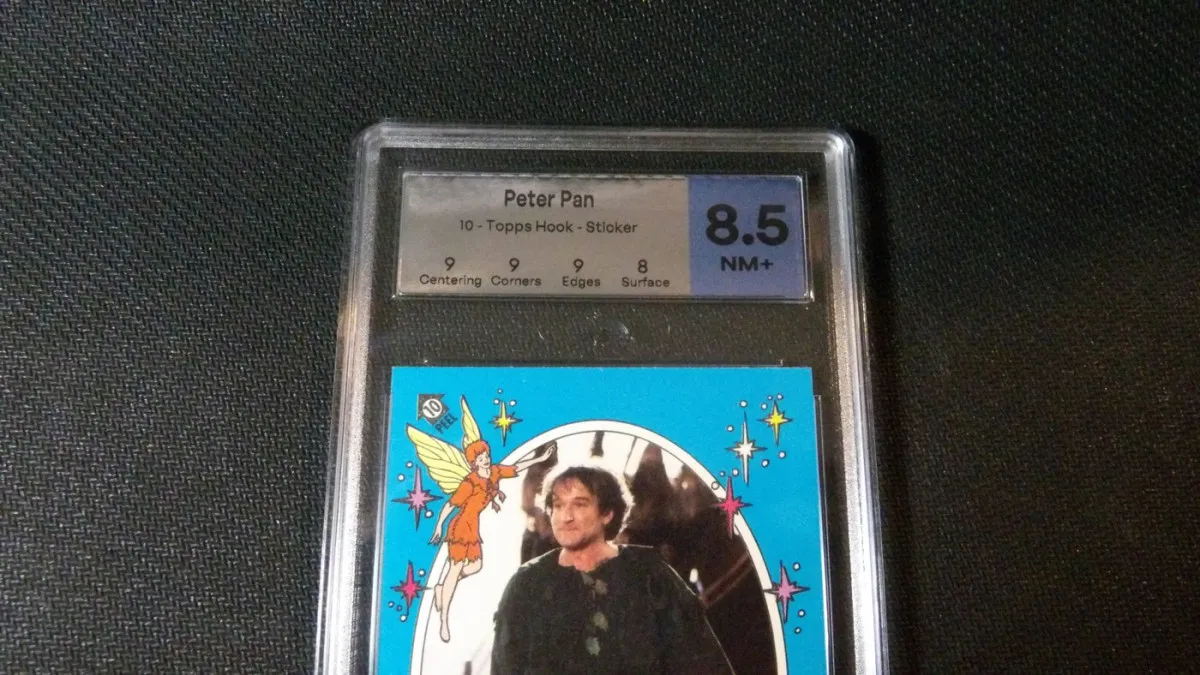 Peter Pan
10 - Topps Hook - Sticker
8.5
NM+
9 9 9 8
Centering Corners Edges Surface
10
PEEL